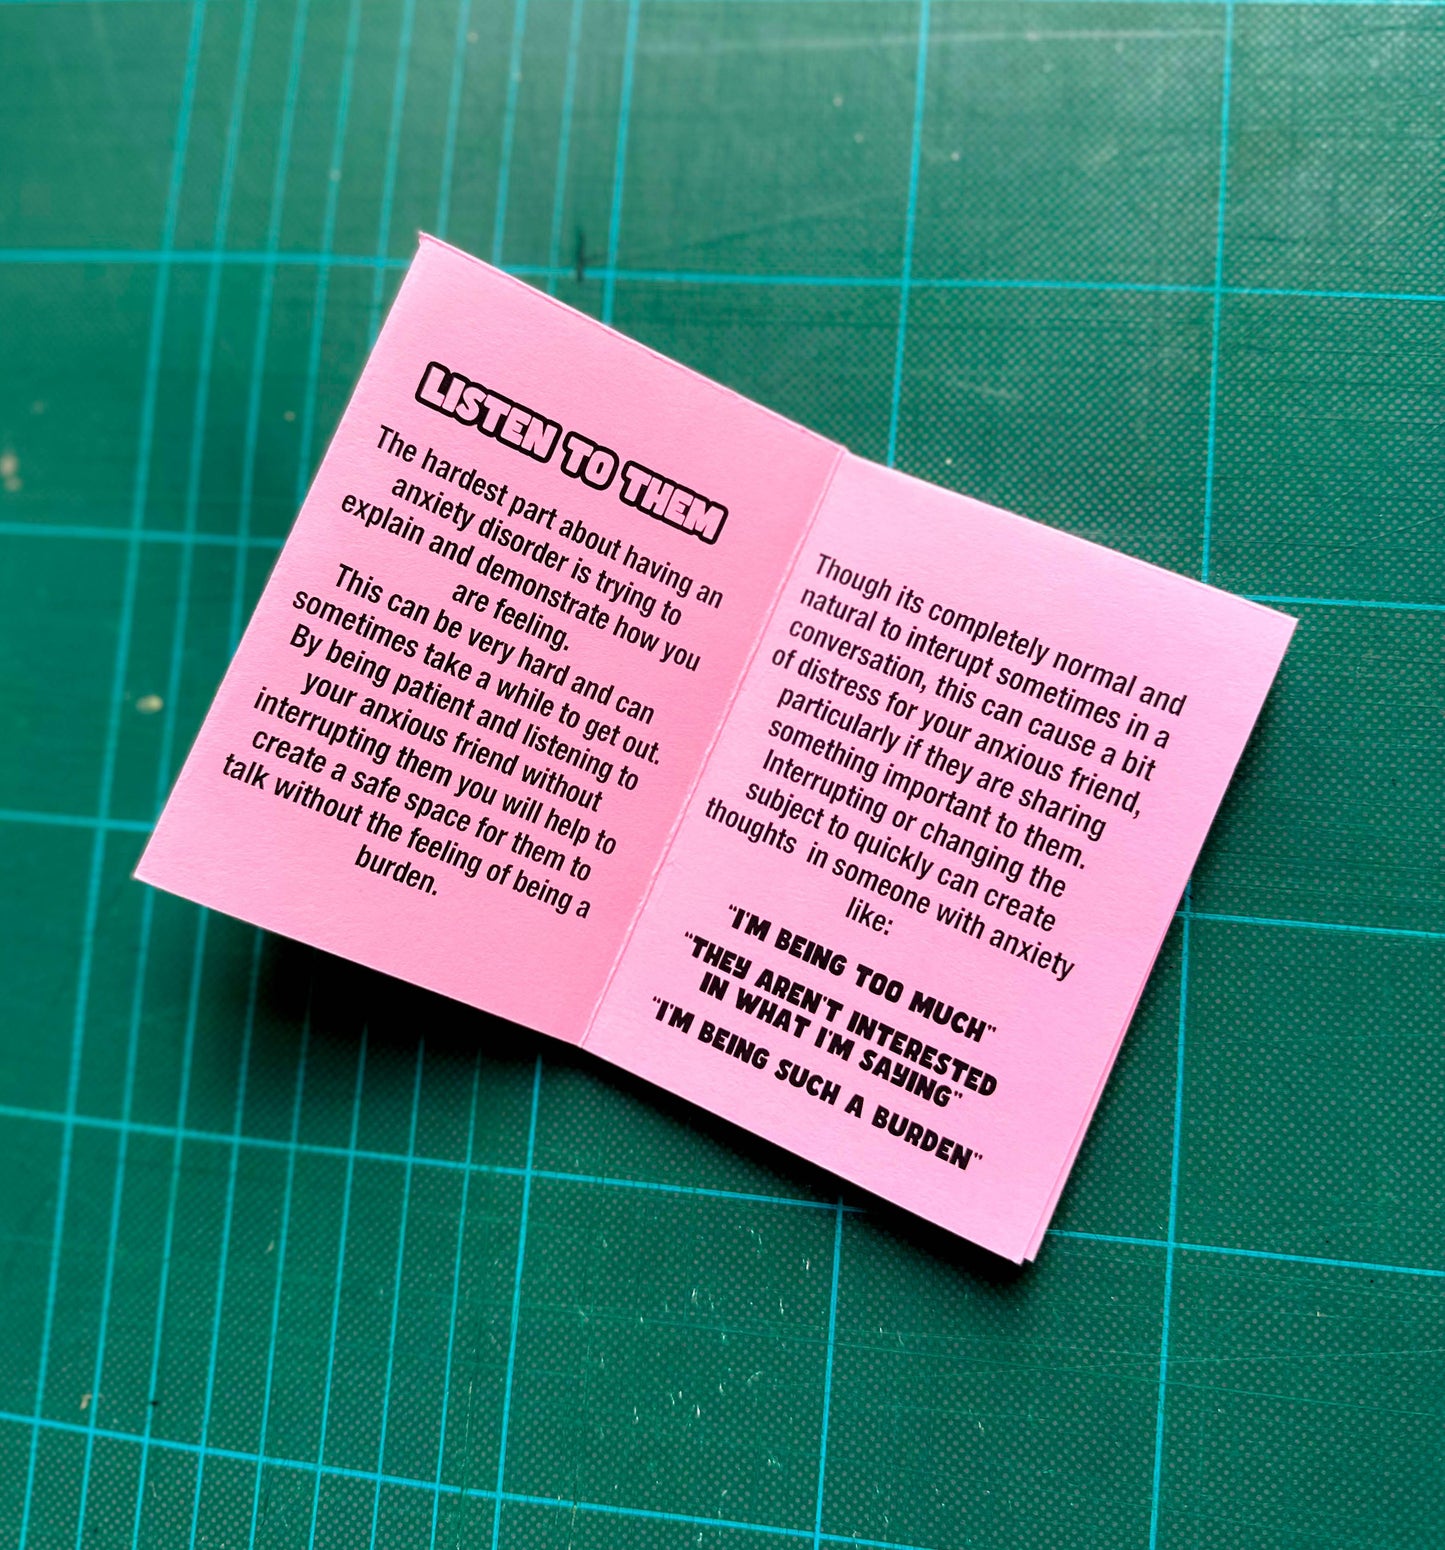 LISTEN TO THEM
The hardest part about having an
anxiety disorder is trying to
explain and demonstrate how you
are feeling.
This can be very hard and can
sometimes take a while to get out.
By being patient and listening to
your anxious friend without
interrupting them you will help to
create a safe space for them to
talk without the feeling of being a
burden.
Though its completely normal and
natural to interupt sometimes in a
conversation, this can cause a bit
of distress for your anxious friend,
particularly if they are sharing
something important to them.
Interrupting or changing the
subject to quickly can create
thoughts in someone with anxiety
like:
"I'M BEING TOO MUCH"
"THEY AREN'T INTERESTED
IN WHAT I'M SAYING"
"I'M BEING SUCH A BURDEN"